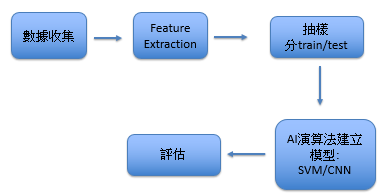 數據收集
Feature
Extraction
抽樣
分train/test
AI演算法建立
模型:
SVM/CNN
評估